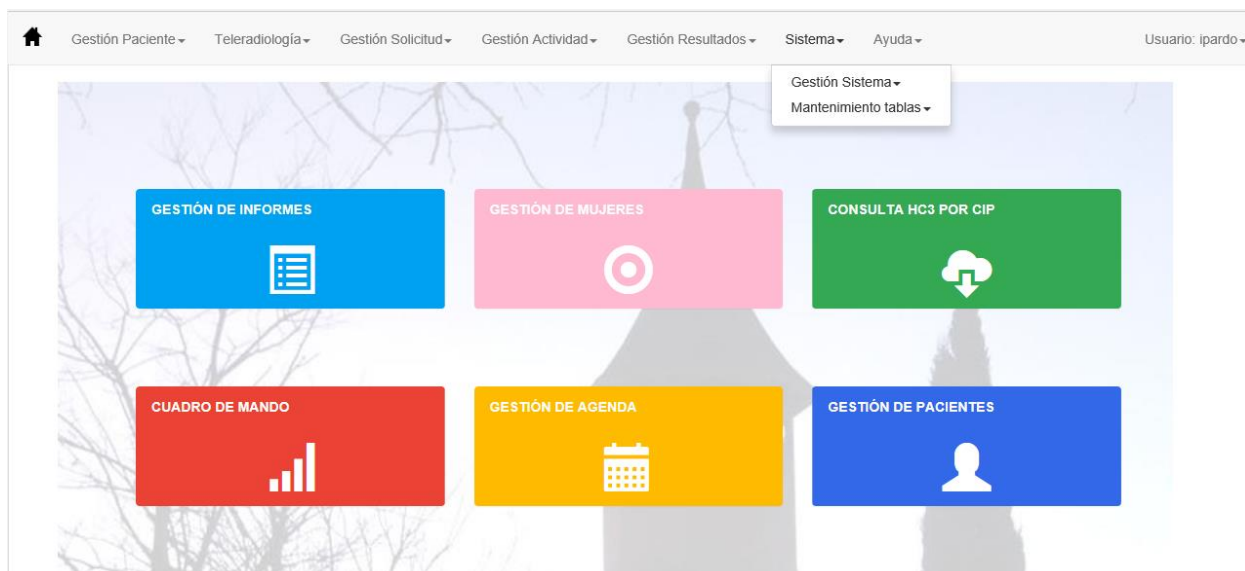 Gestión Paciente Teleradiología Gestión Solicitud Gestión Actividad Gestión Resultados Sistema Ayuda Usuario: ipardo
Gestión Sistema
Mantenimiento tablas
GESTIÓN DE INFORMES
GESTIÓN DE MUJERES
CONSULTA HC3 POR CIP
CUADRO DE MANDO
GESTIÓN DE AGENDA
GESTIÓN DE PACIENTES